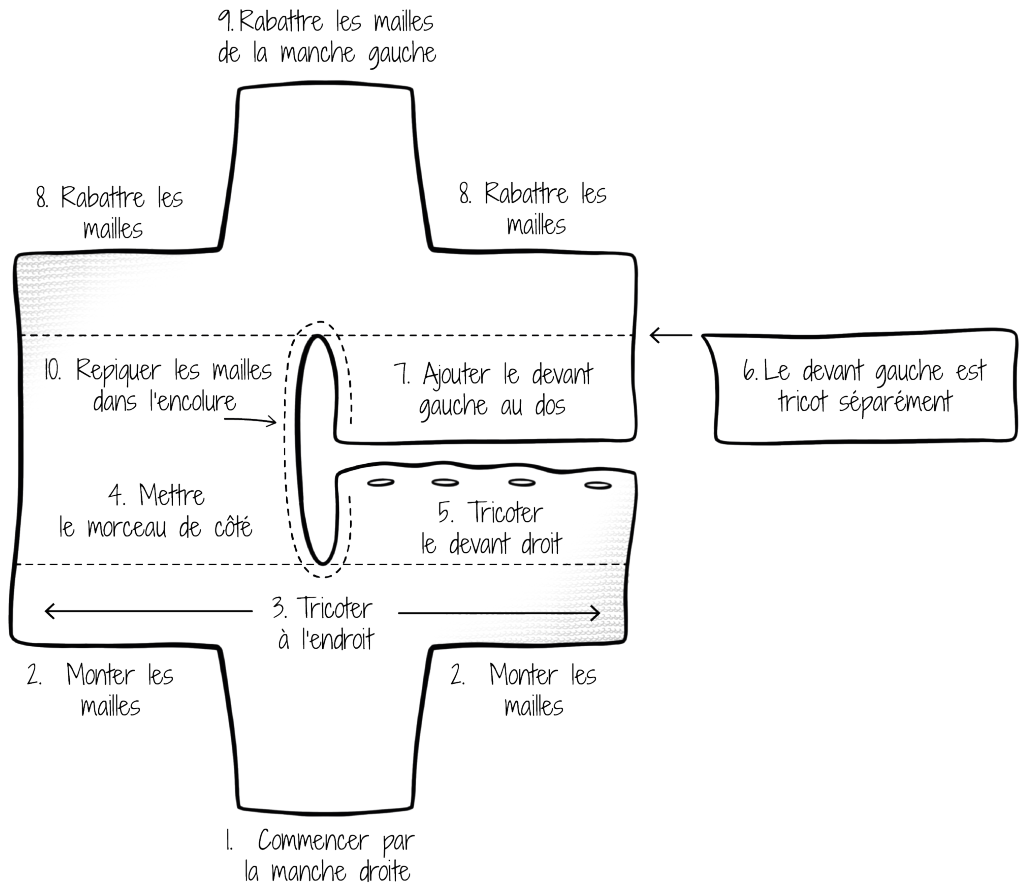 9. Rabattre les mailles
de la manche gauche
8. Rabattre les
mailles
8. Rabattre les
mailles
10. Repiquer les mailles
dans l'encolure
7. Ajouter le devant
gauche au dos
6. Le devant gauche est
tricot séparément
4. Mettre
le morceau de côté
5. Tricoter
le devant droit
3. Tricoter
à l'endroit
2. Monter les
mailles
2. Monter les
mailles
1. Commencer par
la manche droite